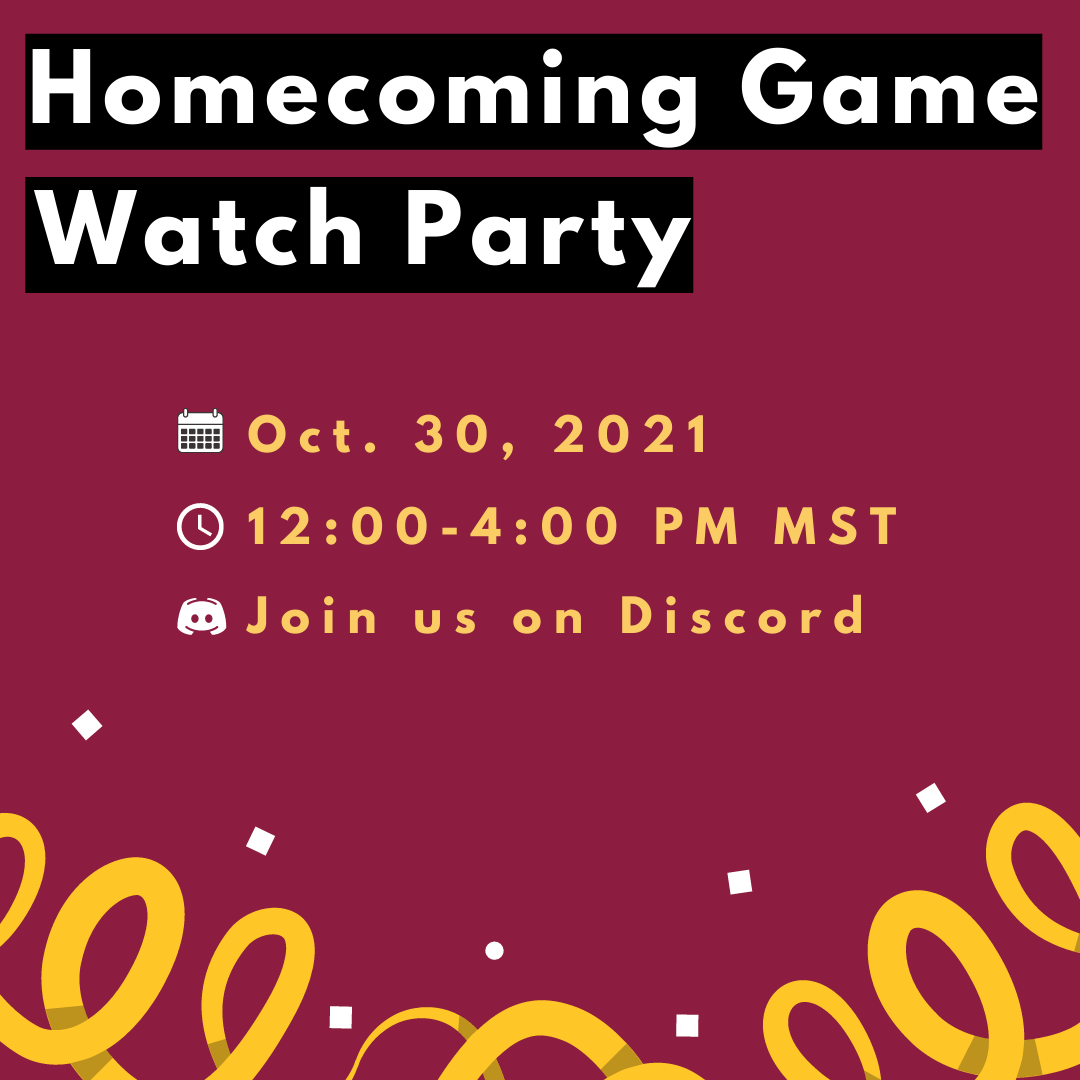 Homecoming Game
Watch Party
Oct. 30, 2021
12:00-4:00 PM MST
Join us on Discord